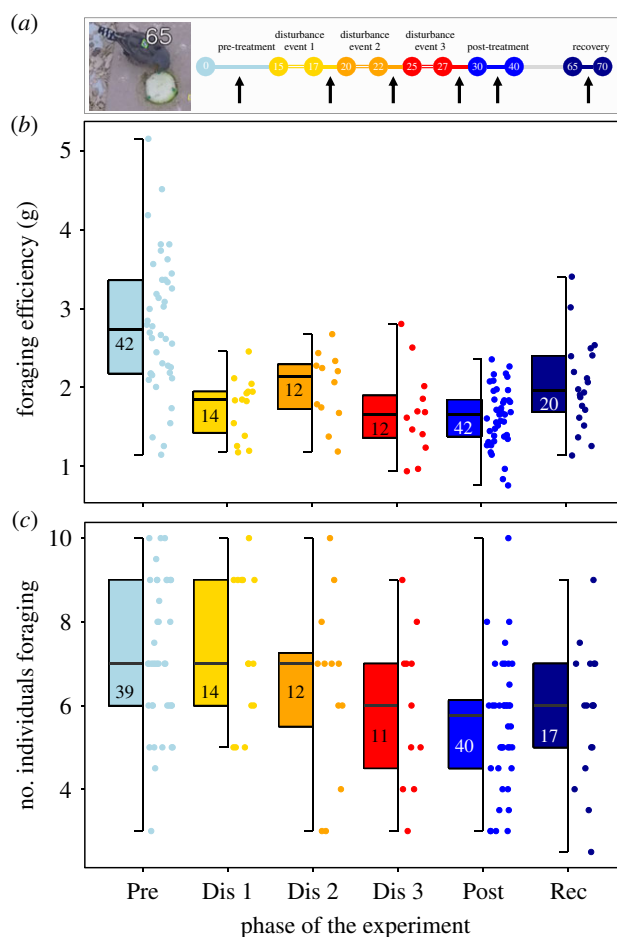 (a)
65
pre-treatment
disturbance event 1
disturbance event 2
disturbance event 3
post-treatment
recovery
0 15 17 20 22 25 27 30 40 65 70
(b)
foraging efficiency (g)
5
4
3
2
1
42
14
12
12
42
20
(c)
no. individuals foraging
10
8
7
6
4
39
14
12
11
40
17
Pre Dis 1 Dis 2 Dis 3 Post Rec
phase of the experiment